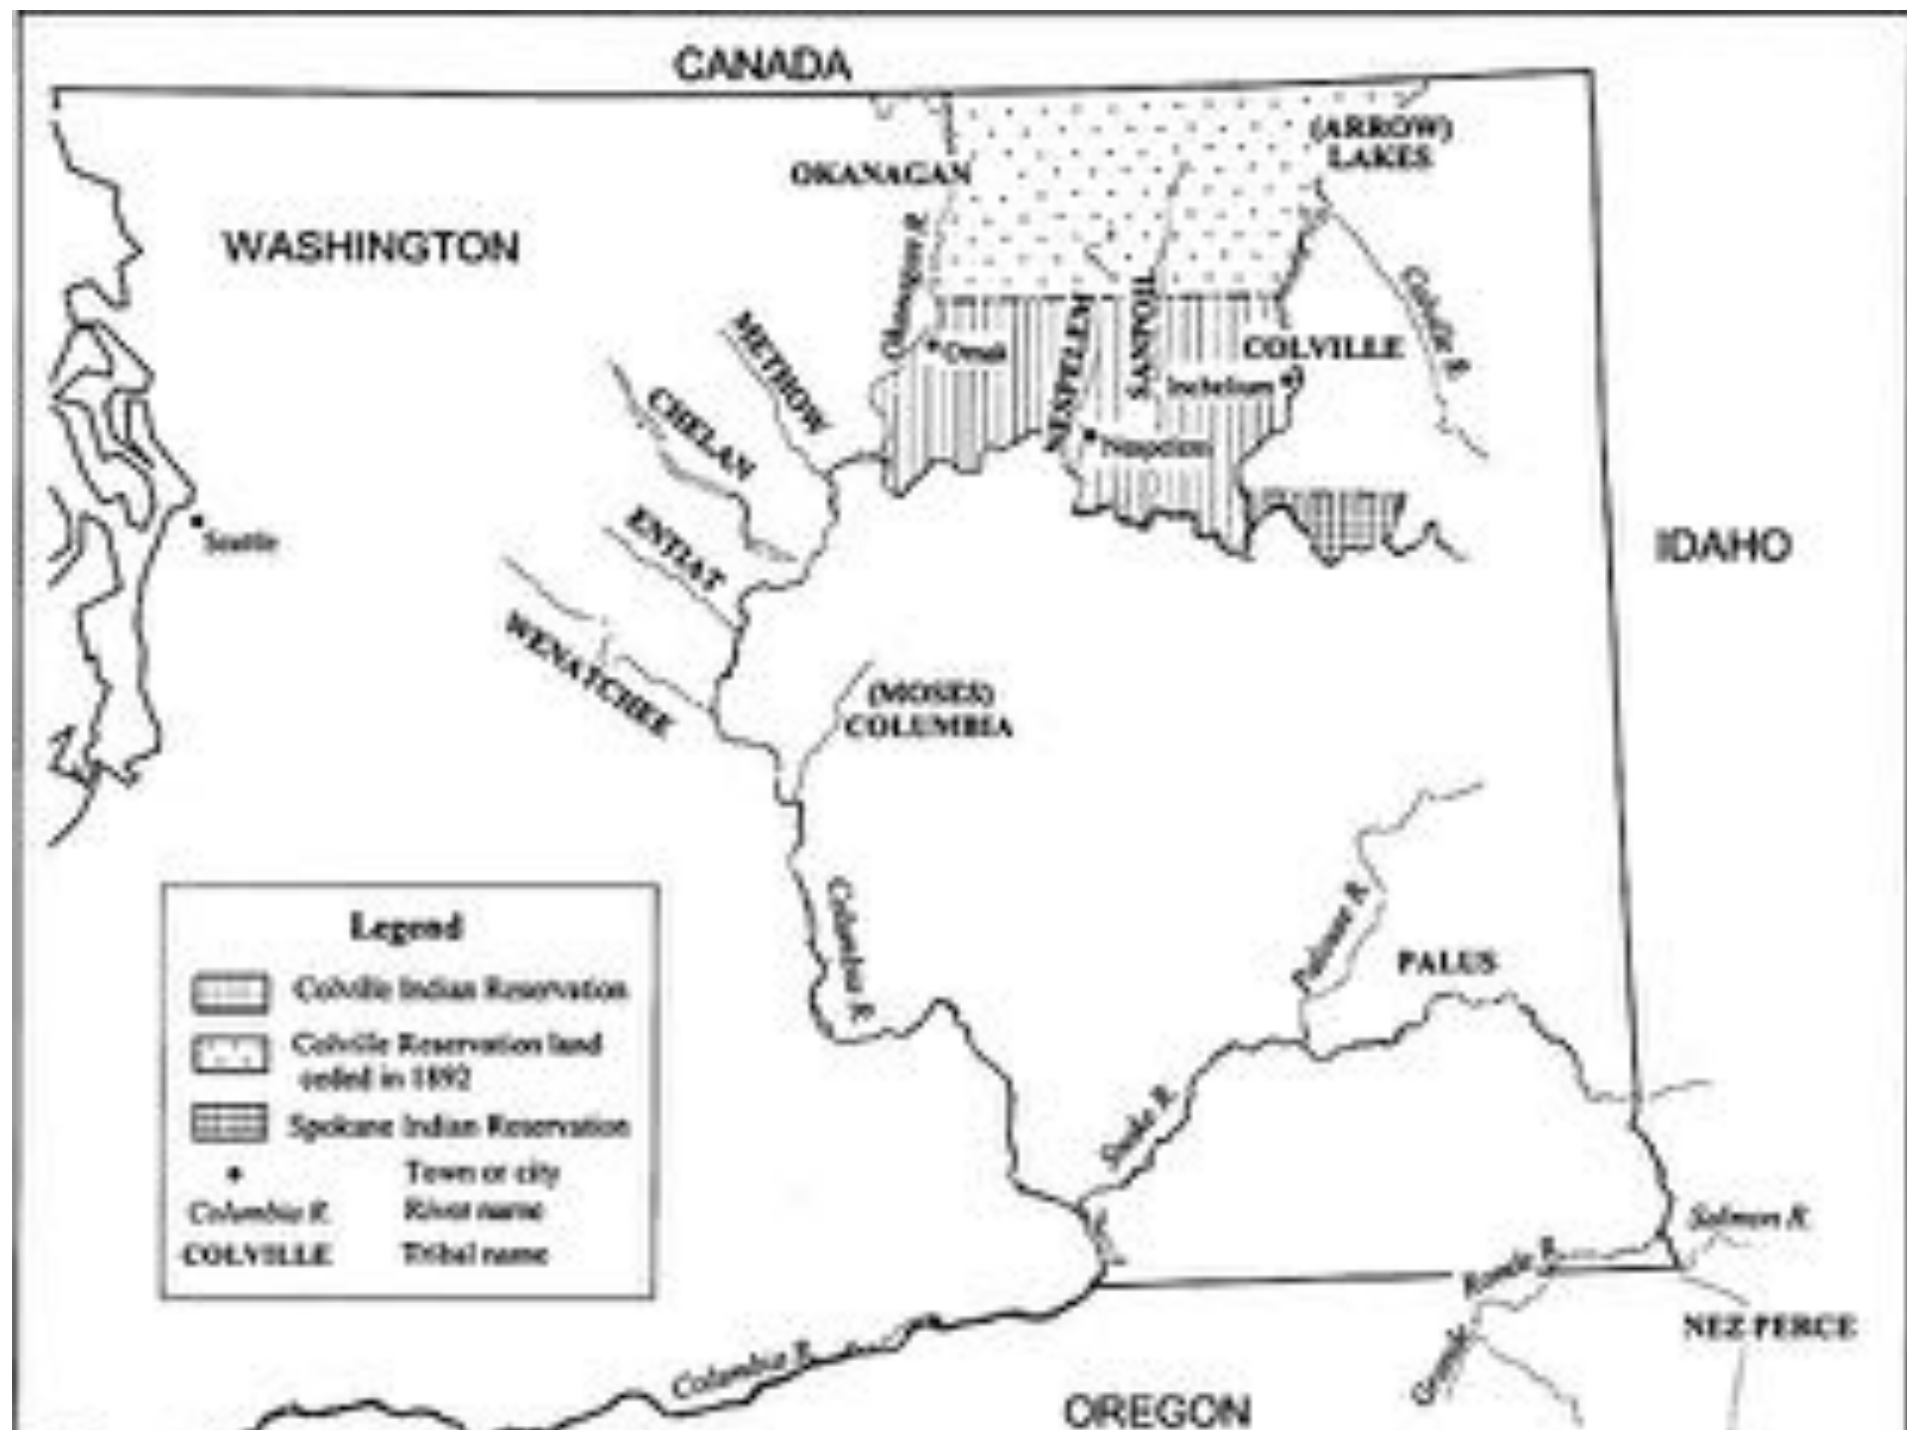 CANADA
(ARROW)
LAKES
OKANAGAN
WASHINGTON
Okanogan R.
METHOW
NESPELEM
SANPOIL
COLVILLE
Colville R.
Omak
Inchelium
CHELAN
Nespelem
ENTIAT
Seattle
IDAHO
WENATCHEE
(MOSES)
COLUMBIA
Columbia R.
Palouse R.
PALUS
Legend
Colville Indian Reservation
Colville Reservation land
ceded in 1892
Spokane Indian Reservation
Town or city
Columbia R.
River name
COLVILLE
Tribal name
Snake R.
Salmon R.
Grande Ronde R.
NEZ PERCE
Columbia R.
OREGON